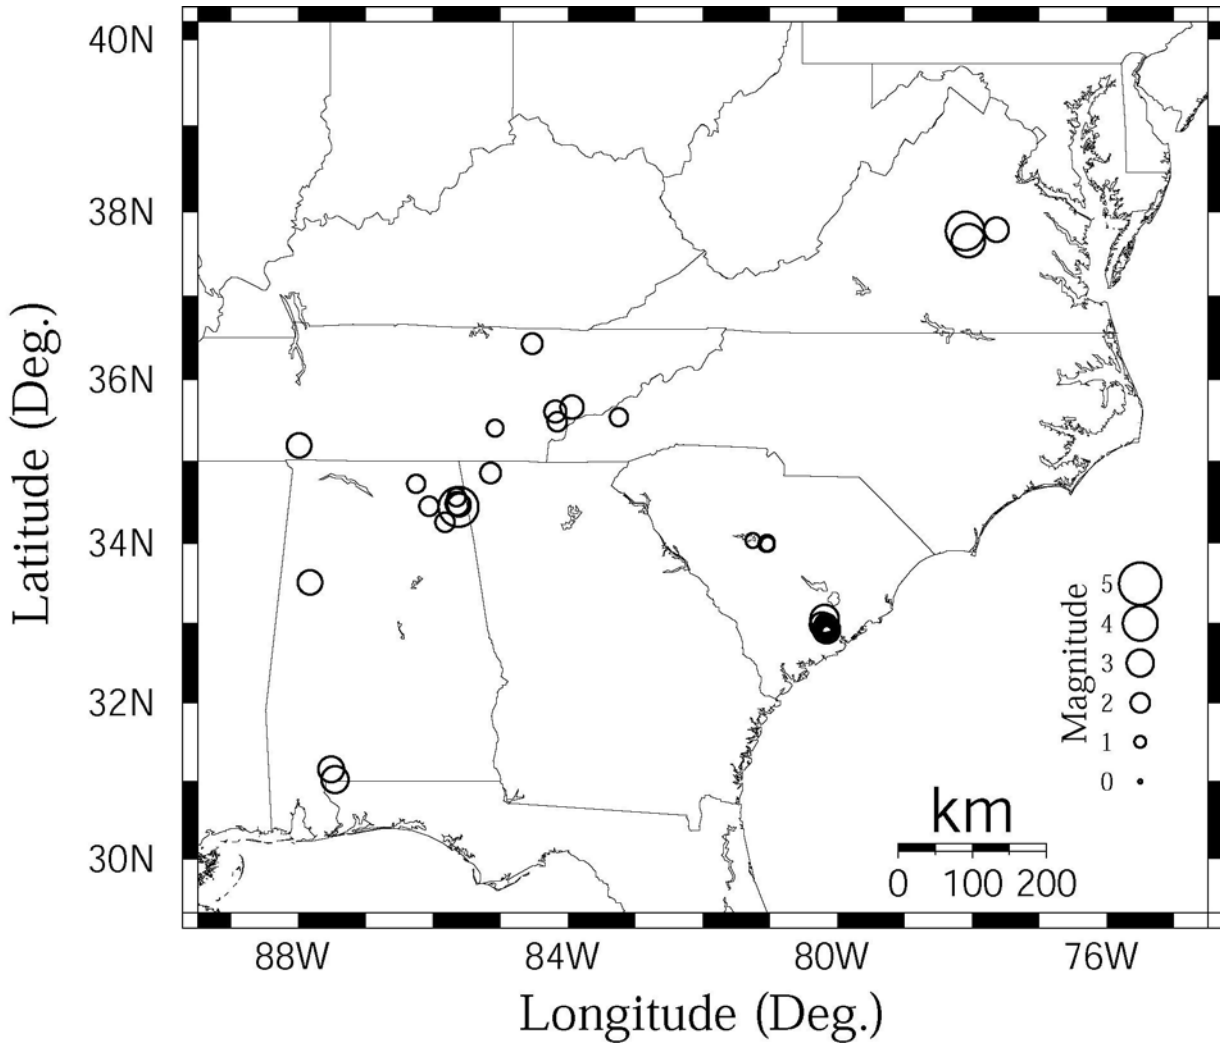 40N
38N
36N
34N
32N
30N
Latitude (Deg.)
88W 84W 80W 76W
Longitude (Deg.)
Magnitude
5
4
3
2
1
0
km
0 100 200